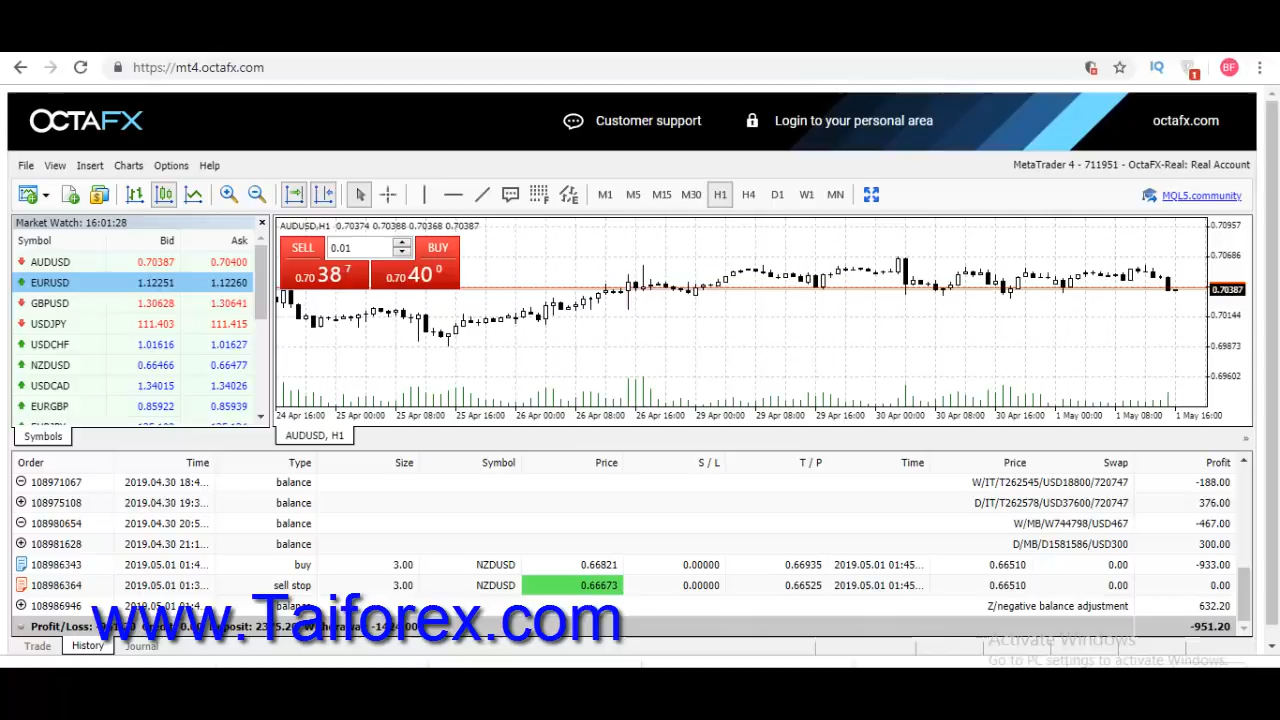 https://mt4.octafx.com
1
BF
OCTAFX
Customer support
Login to your personal area
octafx.com
File View Insert Charts Options Help
MetaTrader 4 - 711951 - OctaFX-Real: Real Account
M1 M5 M15 M30 H1 H4 D1 W1 MN
MQL5.community
Market Watch: 16:01:28
Symbol Bid Ask
AUDUSD 0.70387 0.70400
EURUSD 1.12251 1.12260
GBPUSD 1.30628 1.30641
USDJPY 111.403 111.415
USDCHF 1.01616 1.01627
NZDUSD 0.66466 0.66477
USDCAD 1.34015 1.34026
EURGBP 0.85922 0.85939
Symbols
AUDUSD,H1 0.70374 0.70388 0.70368 0.70387
SELL 0.01 BUY
0.70 38 7 0.70 40 0
0.70957
0.70686
0.70387
0.70144
0.69873
0.69602
24 Apr 16:00 25 Apr 00:00 25 Apr 08:00 25 Apr 16:00 26 Apr 00:00 26 Apr 08:00 26 Apr 16:00 29 Apr 00:00 29 Apr 08:00 29 Apr 16:00 30 Apr 00:00 30 Apr 08:00 30 Apr 16:00 1 May 00:00 1 May 08:00 1 May 16:00
AUDUSD, H1
Order Time Type Size Symbol Price S / L T / P Time Price Swap Profit
108971067 2019.04.30 18:4... balance W/IT/T262545/USD18800/720747 -188.00
108975108 2019.04.30 19:3... balance D/IT/T262578/USD37600/720747 376.00
108980654 2019.04.30 20:5... balance W/MB/W744798/USD467 -467.00
108981628 2019.04.30 21:1... balance D/MB/D1581586/USD300 300.00
108986343 2019.05.01 01:4... buy 3.00 NZDUSD 0.66821 0.00000 0.66935 2019.05.01 01:45... 0.66510 0.00 -933.00
108986364 2019.05.01 01:3... sell stop 3.00 NZDUSD 0.66673 0.00000 0.66525 2019.05.01 01:45... 0.66510 0.00 0.00
108986946 Z/negative balance adjustment 632.20
www.Taiforex.com
Profit/Loss: -951.20
Trade History Journal
Activate Windows
Go to PC settings to activate Windows.